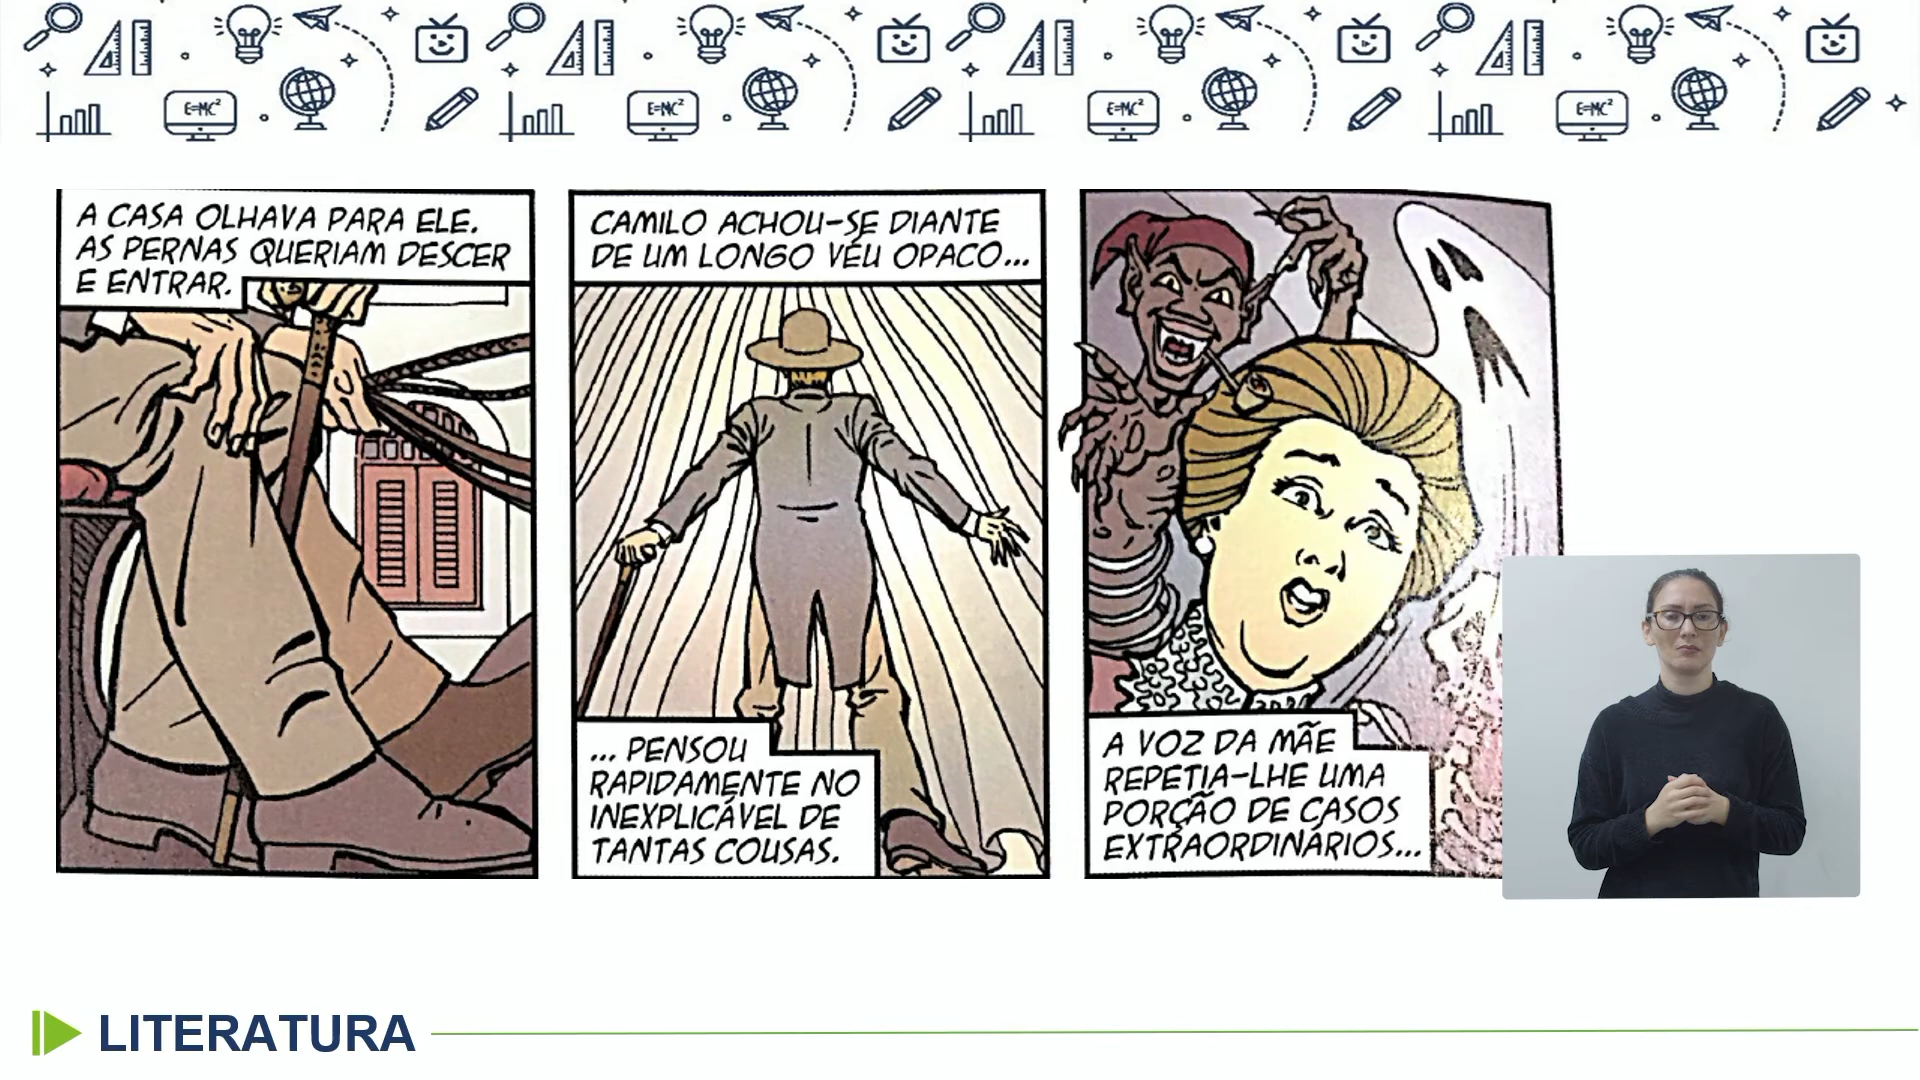 E=MC²
E=MC²
E=MC²
E=MC²
A CASA OLHAVA PARA ELE.
AS PERNAS QUERIAM DESCER
E ENTRAR.
CAMILO ACHOU-SE DIANTE
DE UM LONGO VÉU OPACO...
... PENSOU
RAPIDAMENTE NO
INEXPLICÁVEL DE
TANTAS COUSAS.
A VOZ DA MÃE
REPETIA-LHE UMA
PORÇÃO DE CASOS
EXTRAORDINÁRIOS...
LITERATURA